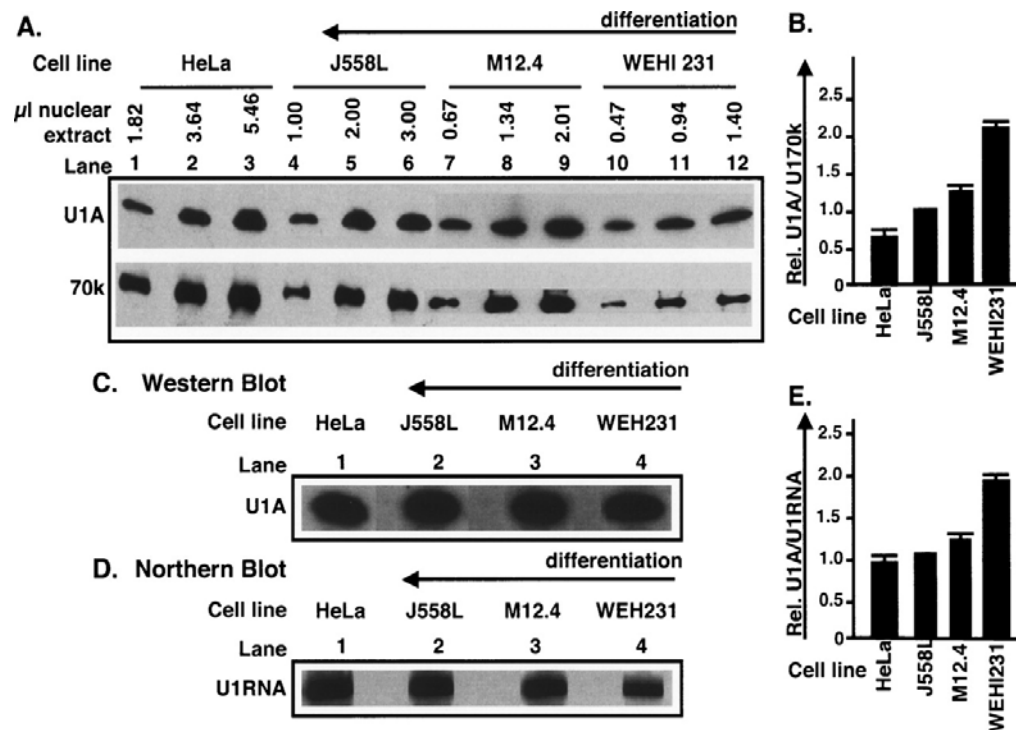 A.
differentiation
Cell line HeLa J558L M12.4 WEHI 231
µl nuclear extract 1.82 3.64 5.46 1.00 2.00 3.00 0.67 1.34 2.01 0.47 0.94 1.40
Lane 1 2 3 4 5 6 7 8 9 10 11 12
U1A
70k
B.
Rel. U1A/ U170k
2.5
2.0
1.5
1.0
0.5
0
Cell line HeLa J558L M12.4 WEHI231
C. Western Blot
differentiation
Cell line HeLa J558L M12.4 WEH231
Lane 1 2 3 4
U1A
D. Northern Blot
differentiation
Cell line HeLa J558L M12.4 WEH231
Lane 1 2 3 4
U1RNA
E.
Rel. U1A/U1RNA
2.5
2.0
1.5
1.0
0.5
0
Cell line HeLa J558L M12.4 WEHI231